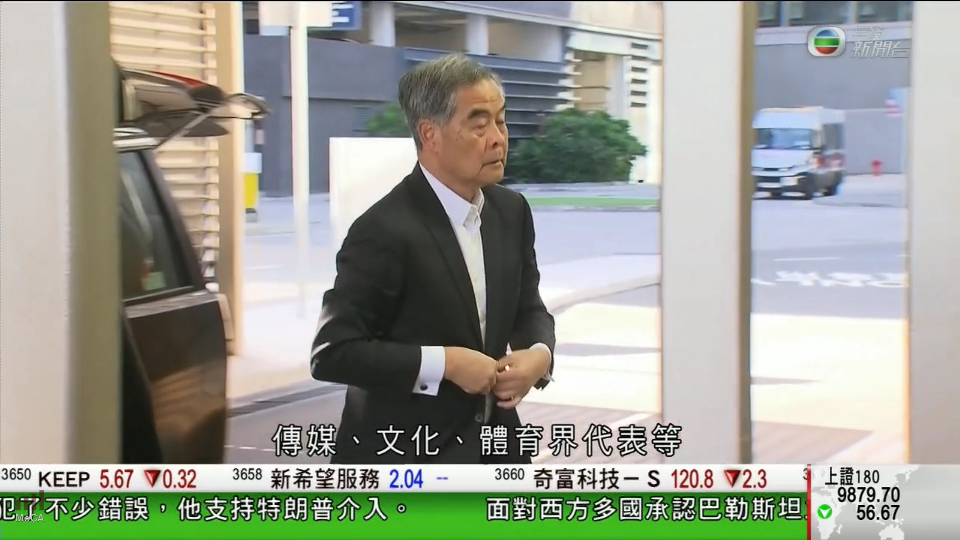 新聞台
傳媒、文化、體育界代表等
3650 KEEP 5.67 ▼0.32 3658 新希望服務 2.04 -- 3660 奇富科技－S 120.8 ▼2.3
上證180
9879.70
56.67
犯了不少錯誤，他支持特朗普介入。 面對西方多國承認巴勒斯坦